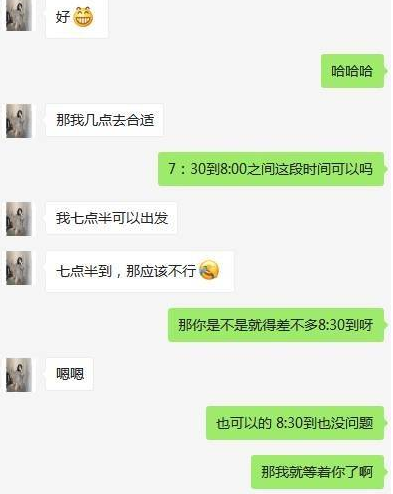 好
哈哈哈
那我几点去合适
7：30到8:00之间这段时间可以吗
我七点半可以出发
七点半到，那应该不行
那你是不是就得差不多8:30到呀
嗯嗯
也可以的 8:30到也没问题
那我就等着你了啊